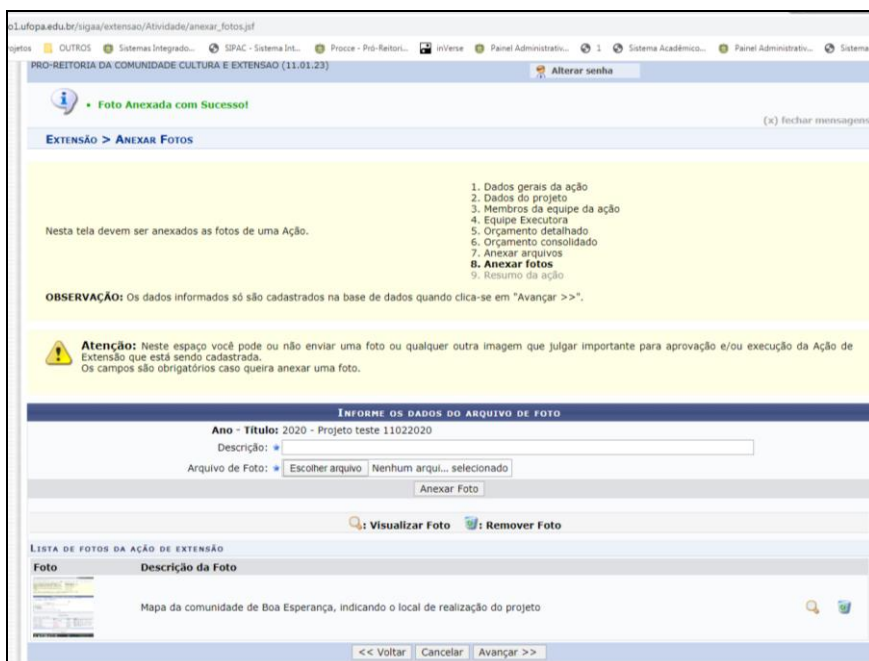 o1.ufopa.edu.br/sigaa/extensao/Atividade/anexar_fotos.jsf
ojetos OUTROS Sistemas Integrado... SIPAC - Sistema Int... Procce - Pró-Reitori... inVerse Painel Administrativ... 1 Sistema Acadêmico... Painel Administrativ... Sistema
PRÓ-REITORIA DA COMUNIDADE CULTURA E EXTENSÃO (11.01.23) Alterar senha
• Foto Anexada com Sucesso!
(x) fechar mensagens
EXTENSÃO > ANEXAR FOTOS
1. Dados gerais da ação
2. Dados do projeto
3. Membros da equipe da ação
4. Equipe Executora
Nesta tela devem ser anexados as fotos de uma Ação.
5. Orçamento detalhado
6. Orçamento consolidado
7. Anexar arquivos
8. Anexar fotos
9. Resumo da ação
OBSERVAÇÃO: Os dados informados só são cadastrados na base de dados quando clica-se em "Avançar >>".
Atenção: Neste espaço você pode ou não enviar uma foto ou qualquer outra imagem que julgar importante para aprovação e/ou execução da Ação de
Extensão que está sendo cadastrada.
Os campos são obrigatórios caso queira anexar uma foto.
INFORME OS DADOS DO ARQUIVO DE FOTO
Ano - Título: 2020 - Projeto teste 11022020
Descrição:
Arquivo de Foto: Escolher arquivo Nenhum arqui... selecionado
Anexar Foto
: Visualizar Foto : Remover Foto
LISTA DE FOTOS DA AÇÃO DE EXTENSÃO
Foto Descrição da Foto
Mapa da comunidade de Boa Esperança, indicando o local de realização do projeto
<< Voltar Cancelar Avançar >>